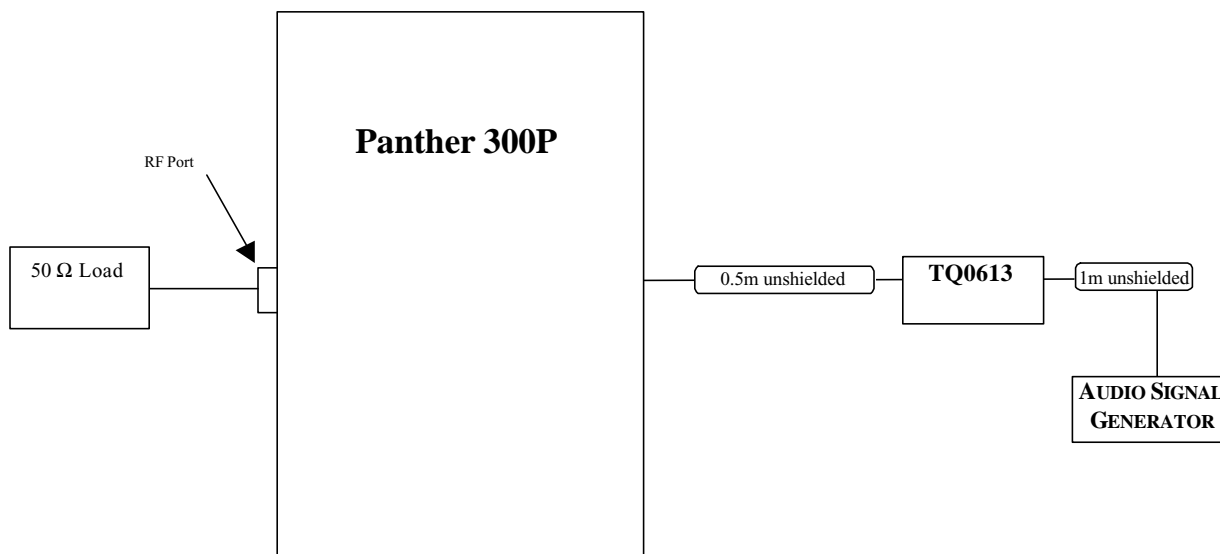 Panther 300P
RF Port
50 Ω Load
0.5m unshielded
TQ0613
1m unshielded
AUDIO SIGNAL
GENERATOR